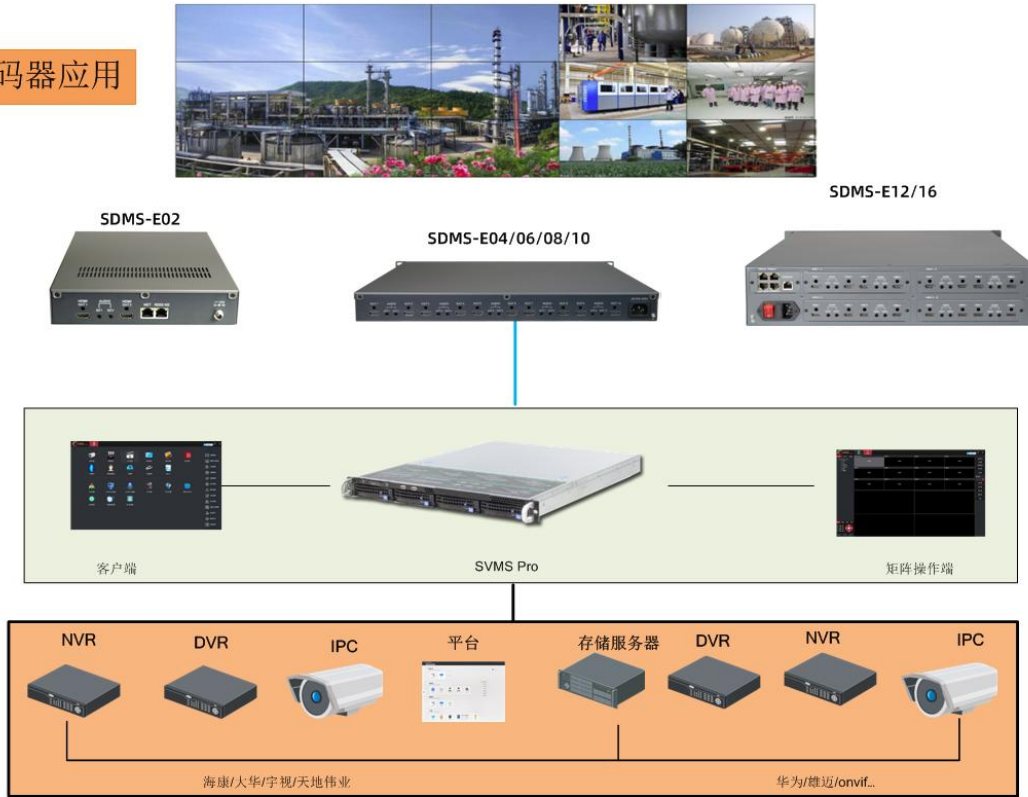 码器应用
SDMS-E12/16
SDMS-E02
SDMS-E04/06/08/10
客户端
SVMS Pro
矩阵操作端
NVR
DVR
IPC
平台
存储服务器
DVR
NVR
IPC
海康/大华/宇视/天地伟业
华为/雄迈/onvif...